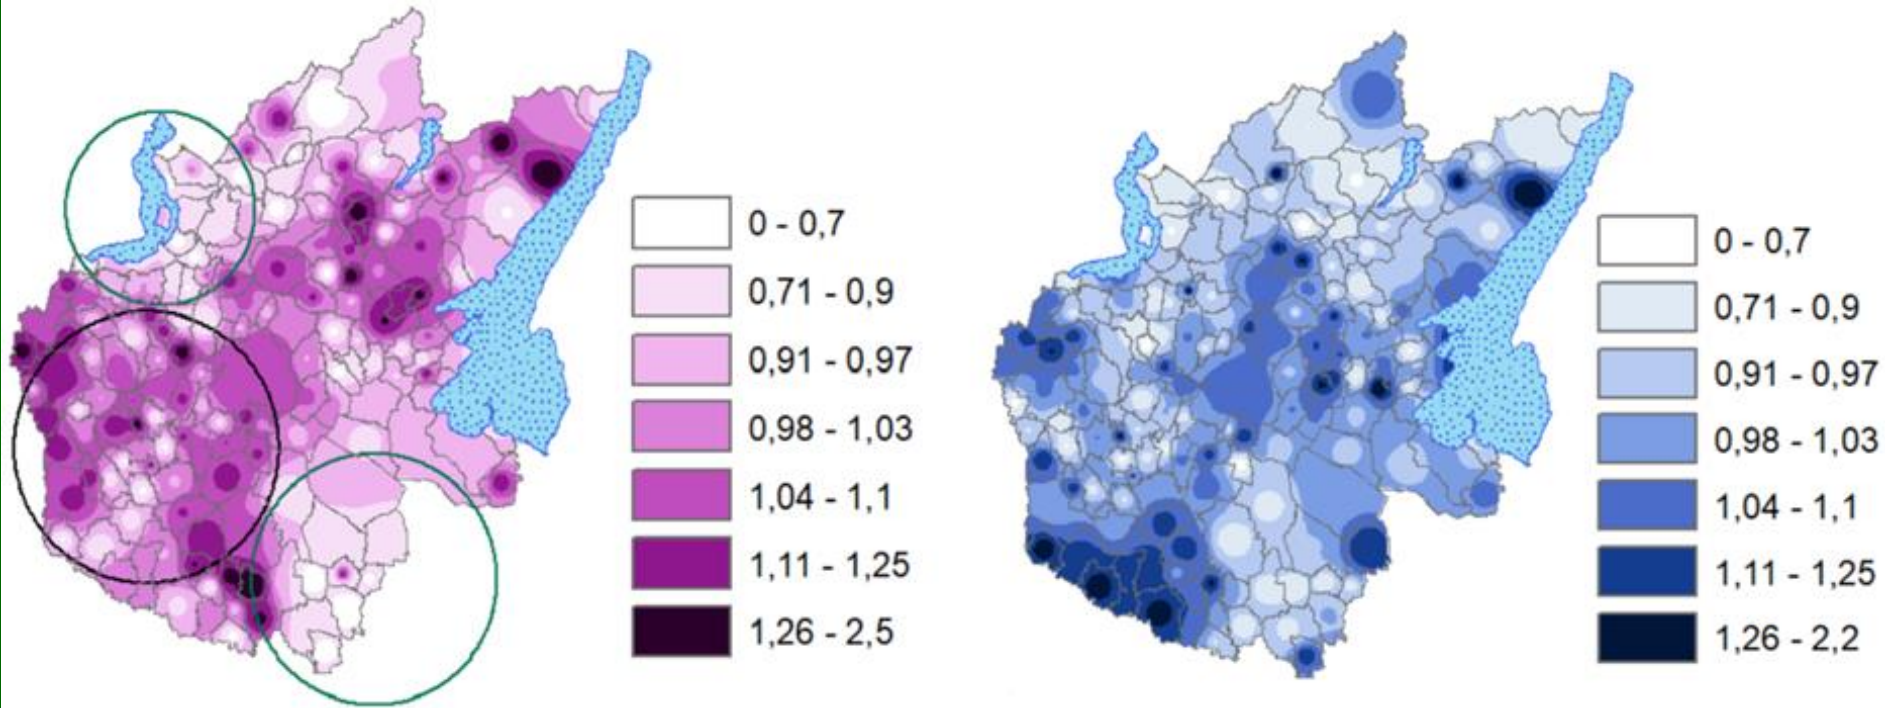 0 - 0,7
0,71 - 0,9
0,91 - 0,97
0,98 - 1,03
1,04 - 1,1
1,11 - 1,25
1,26 - 2,5
0 - 0,7
0,71 - 0,9
0,91 - 0,97
0,98 - 1,03
1,04 - 1,1
1,11 - 1,25
1,26 - 2,2